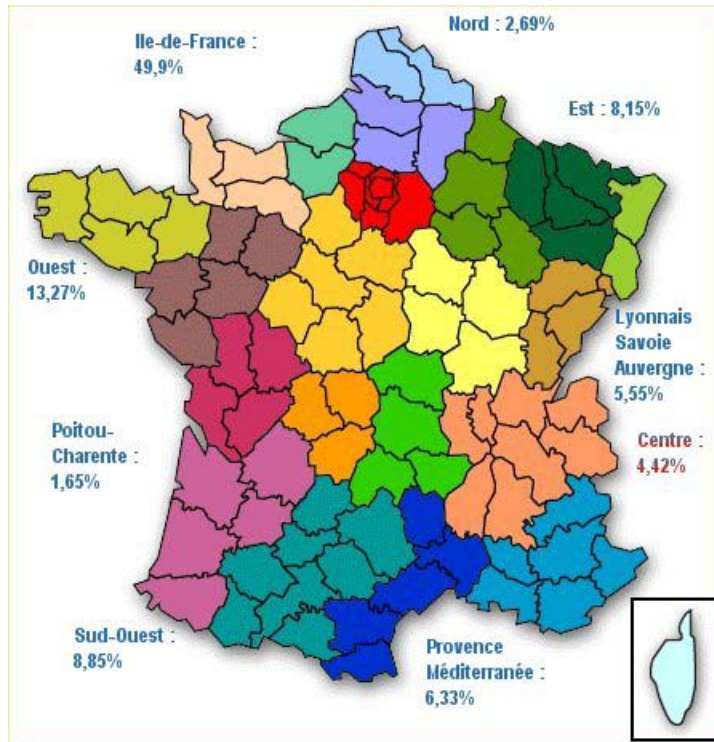 Nord : 2,69%
Ile-de-France :
49,9%
Est : 8,15%
Ouest :
13,27%
Lyonnais
Savoie
Auvergne :
5,55%
Poitou-
Charente :
1,65%
Centre :
4,42%
Sud-Ouest :
8,85%
Provence
Méditerranée :
6,33%